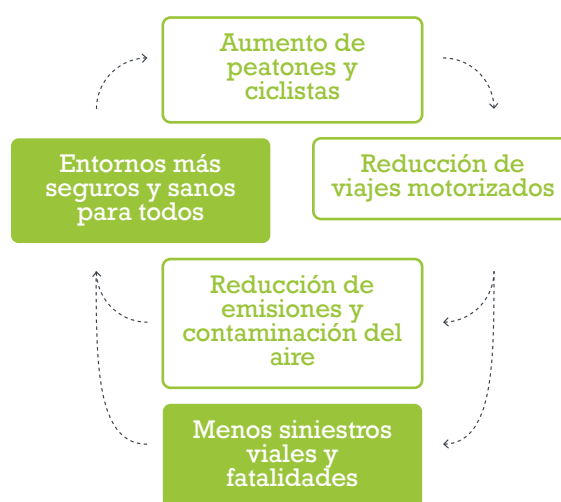 Aumento de
peatones y
ciclistas
Entornos más
seguros y sanos
para todos
Reducción de
viajes motorizados
Reducción de
emisiones y
contaminación del
aire
Menos siniestros
viales y
fatalidades